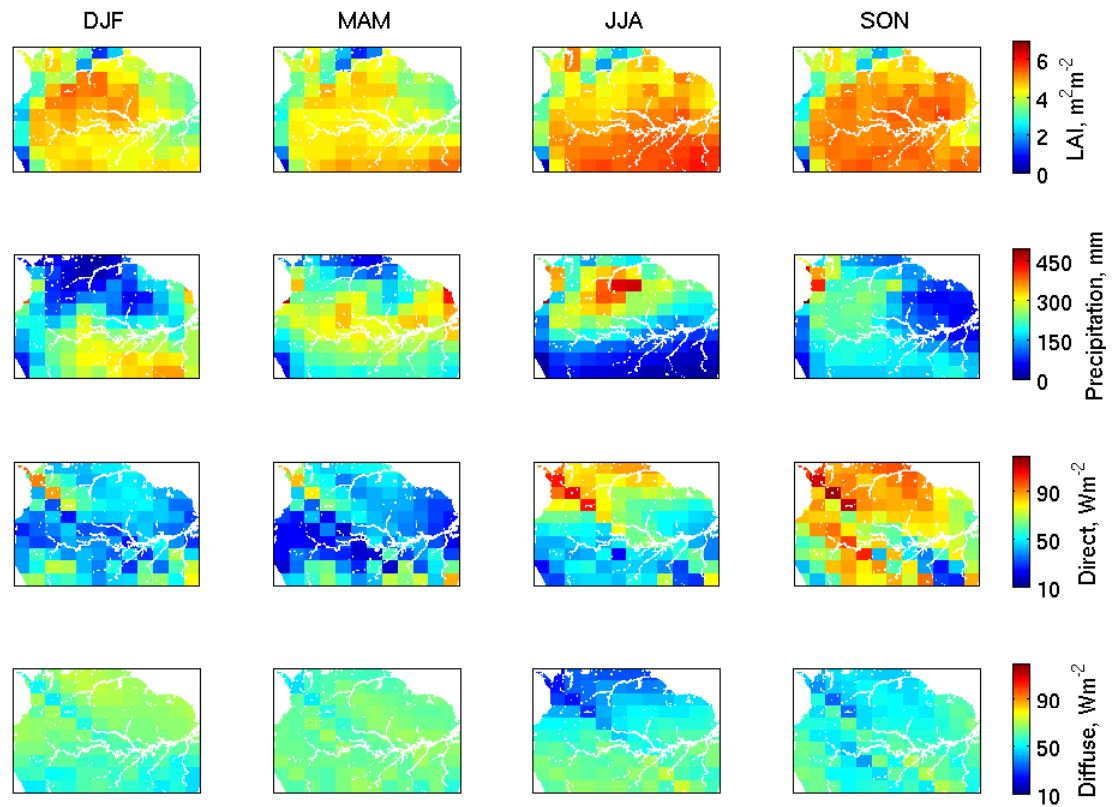 DJF MAM JJA SON
6
4
2
0
LAI, m²m⁻²
450
300
150
0
Precipitation, mm
90
50
10
Direct, Wm⁻²
90
50
10
Diffuse, Wm⁻²